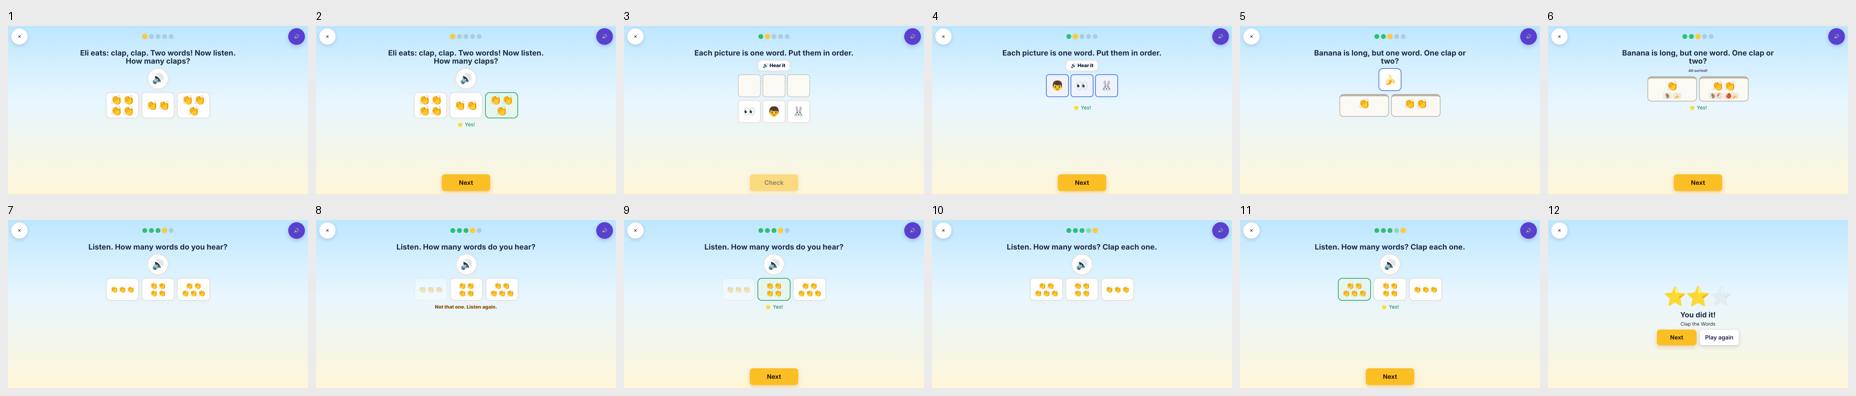 1
Eli eats: clap, clap. Two words! Now listen.
How many claps?
2
Eli eats: clap, clap. Two words! Now listen.
How many claps?
Yes!
Next
3
Each picture is one word. Put them in order.
Hear it
Check
4
Each picture is one word. Put them in order.
Hear it
Yes!
Next
5
Banana is long, but one word. One clap or
two?
6
Banana is long, but one word. One clap or
two?
All sorted!
Yes!
Next
7
Listen. How many words do you hear?
8
Listen. How many words do you hear?
Not that one. Listen again.
9
Listen. How many words do you hear?
Yes!
Next
10
Listen. How many words? Clap each one.
11
Listen. How many words? Clap each one.
Yes!
Next
12
You did it!
Clap the Words
Next
Play again